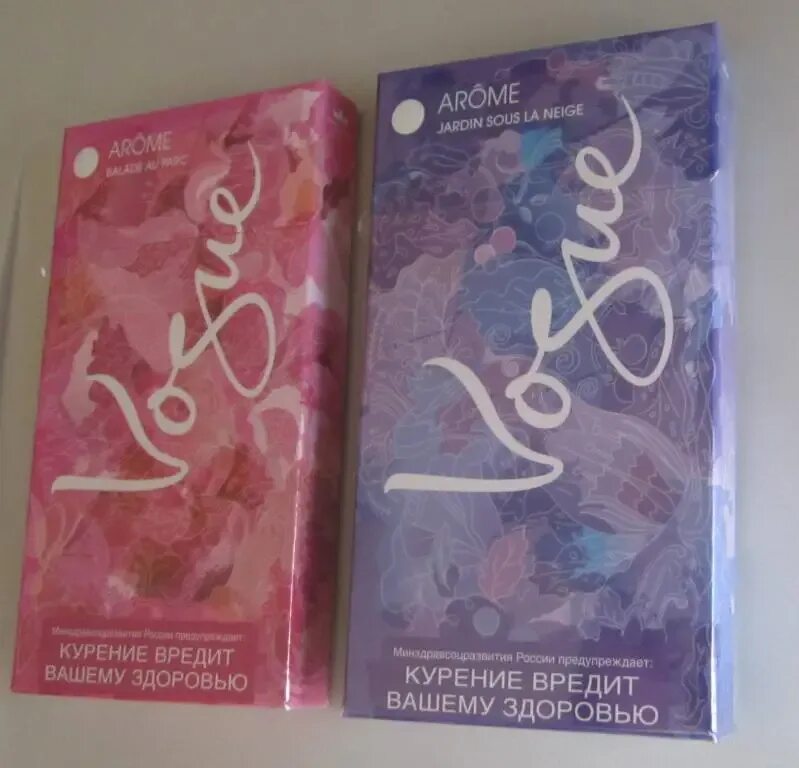 ARÔME
BALADE AU PARC
Vogue
Минздравсоцразвития России предупреждает:
КУРЕНИЕ ВРЕДИТ
ВАШЕМУ ЗДОРОВЬЮ
ARÔME
JARDIN SOUS LA NEIGE
Vogue
Минздравсоцразвития России предупреждает:
КУРЕНИЕ ВРЕДИТ
ВАШЕМУ ЗДОРОВЬЮ